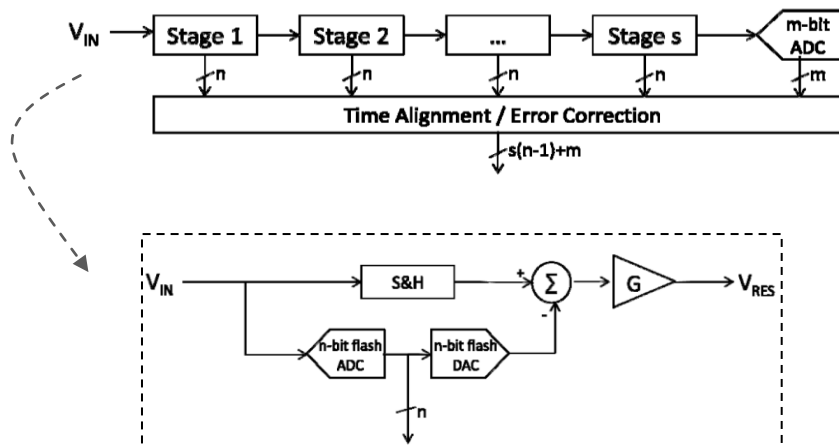 V_IN Stage 1 Stage 2 ... Stage s m-bit
ADC
n n n n m
Time Alignment / Error Correction
s(n-1)+m
V_IN S&H + Σ G V_RES
-
n-bit flash n-bit flash
ADC DAC
n